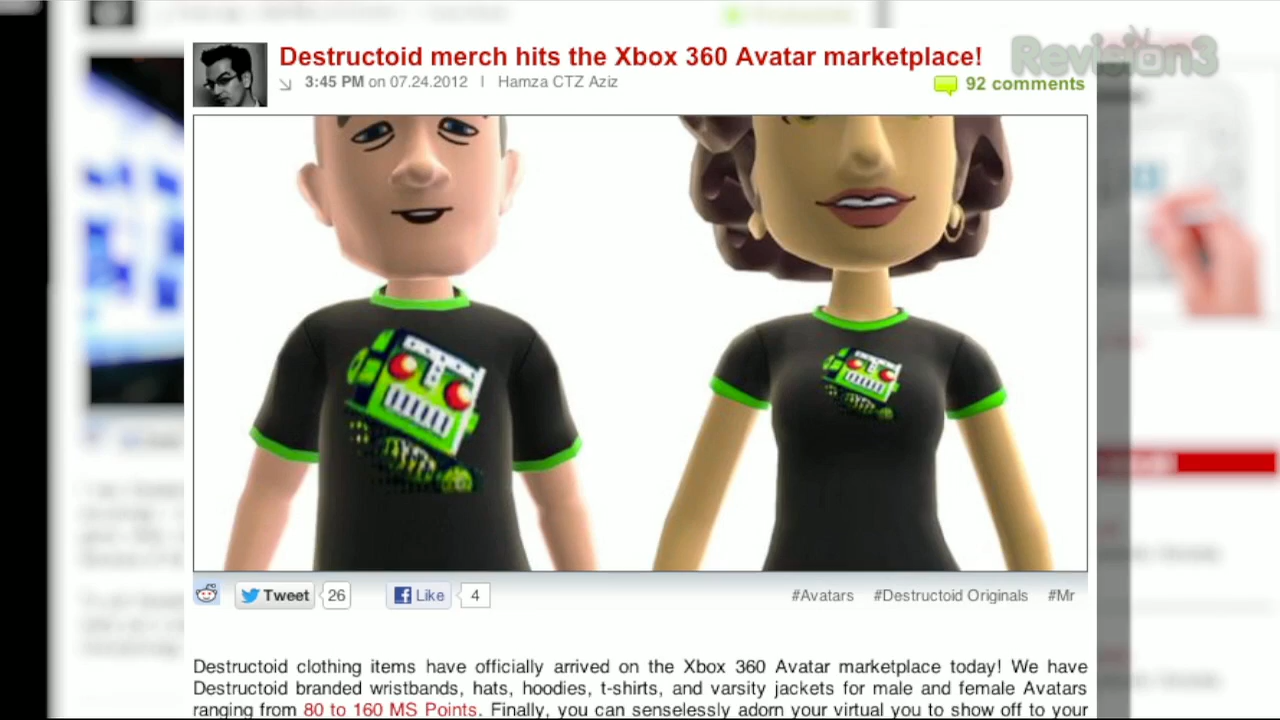 Destructoid merch hits the Xbox 360 Avatar marketplace!
Revision3
3:45 PM on 07.24.2012 | Hamza CTZ Aziz
92 comments
Tweet 26 Like 4 #Avatars #Destructoid Originals #Mr
Destructoid clothing items have officially arrived on the Xbox 360 Avatar marketplace today! We have
Destructoid branded wristbands, hats, hoodies, t-shirts, and varsity jackets for male and female Avatars
ranging from 80 to 160 MS Points. Finally, you can senselessly adorn your virtual you to show off to your